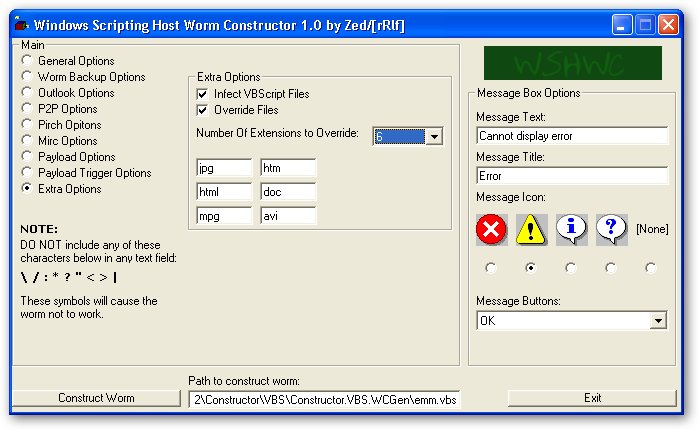 Windows Scripting Host Worm Constructor 1.0 by Zed/[rRlf]
Main
General Options
Worm Backup Options
Outlook Options
P2P Options
Pirch Opitons
Mirc Options
Payload Options
Payload Trigger Options
Extra Options
NOTE:
DO NOT include any of these
characters below in any text field:
\ / : * ? " < > |
These symbols will cause the
worm not to work.
Extra Options
Infect VBScript Files
Override Files
Number Of Extensions to Override:
6
jpg
htm
html
doc
mpg
avi
WSHWC
Message Box Options
Message Text:
Cannot display error
Message Title:
Error
Message Icon:
[None]
Message Buttons:
OK
Path to construct worm:
Construct Worm
2\Constructor\VBS\Constructor.VBS.WCGen\emm.vbs
Exit